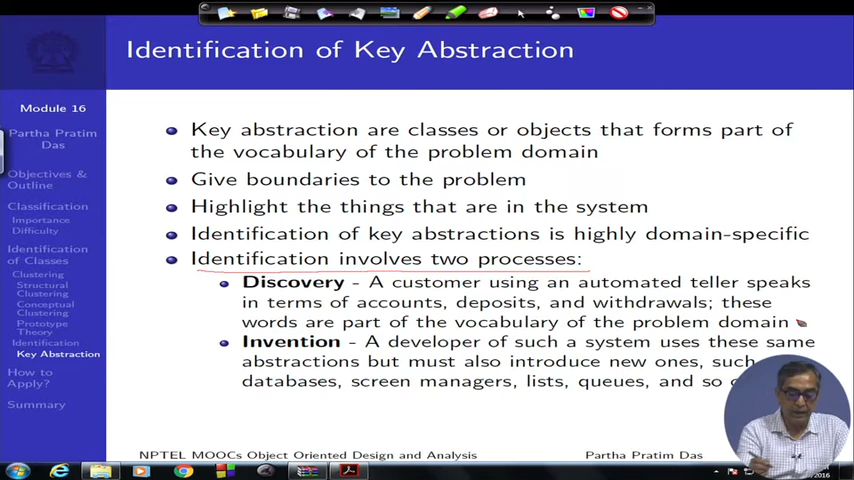 Identification of Key Abstraction
Module 16
Partha Pratim
Das
Objectives &
Outline
Classification
Importance
Difficulty
Identification
of Classes
Clustering
Structural
Clustering
Conceptual
Clustering
Prototype
Theory
Identification
Key Abstraction
How to
Apply?
Summary
Key abstraction are classes or objects that forms part of
the vocabulary of the problem domain
Give boundaries to the problem
Highlight the things that are in the system
Identification of key abstractions is highly domain-specific
Identification involves two processes:
Discovery - A customer using an automated teller speaks
in terms of accounts, deposits, and withdrawals; these
words are part of the vocabulary of the problem domain
Invention - A developer of such a system uses these same
abstractions but must also introduce new ones, such
databases, screen managers, lists, queues, and so
NPTEL MOOCs Object Oriented Design and Analysis
Partha Pratim Das